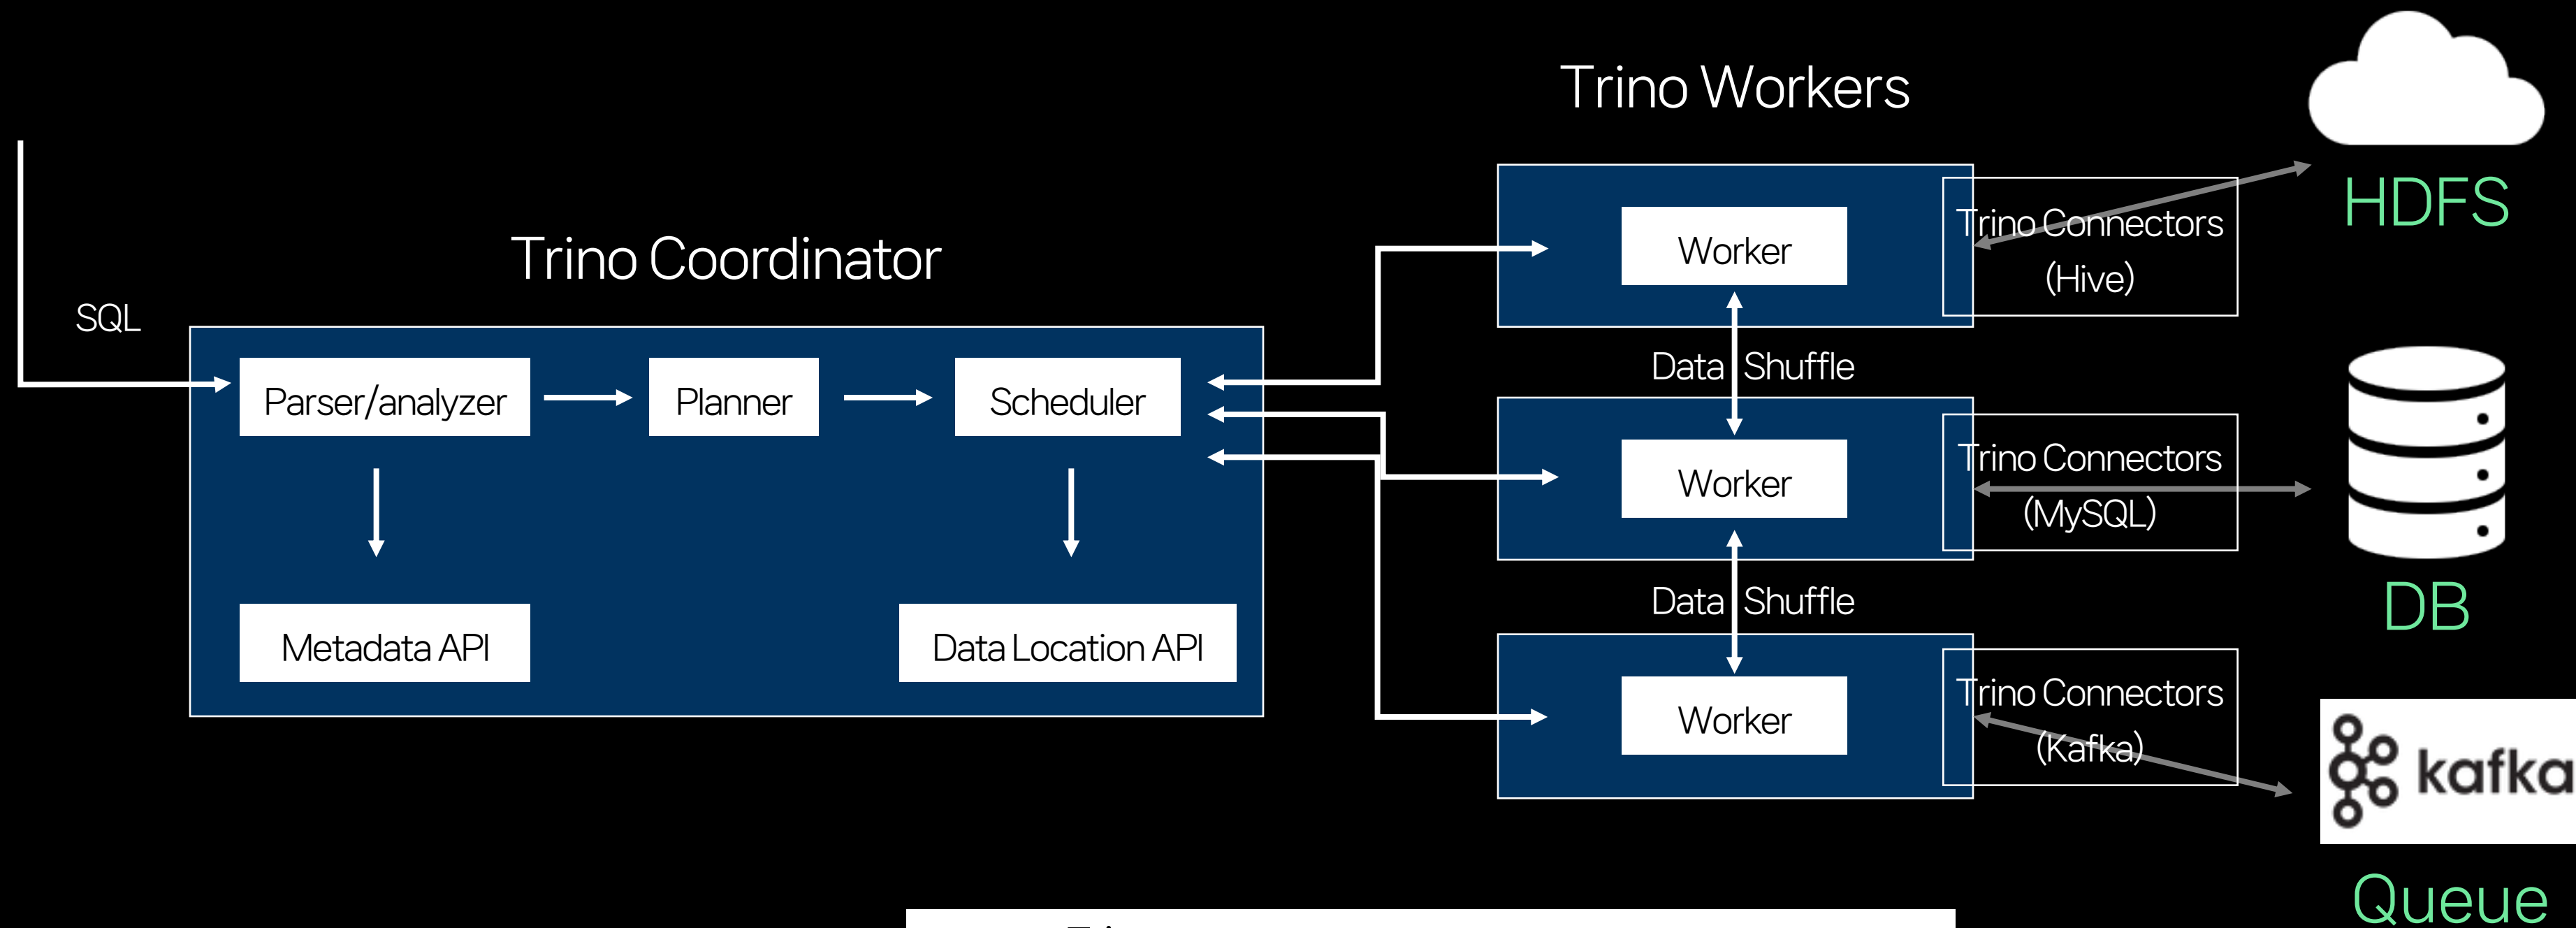 Trino Workers
Trino Coordinator
SQL
Parser/analyzer
Planner
Scheduler
Metadata API
Data Location API
Worker
Data Shuffle
Worker
Data Shuffle
Worker
Trino Connectors
(Hive)
Trino Connectors
(MySQL)
Trino Connectors
(Kafka)
HDFS
DB
kafka
Queue